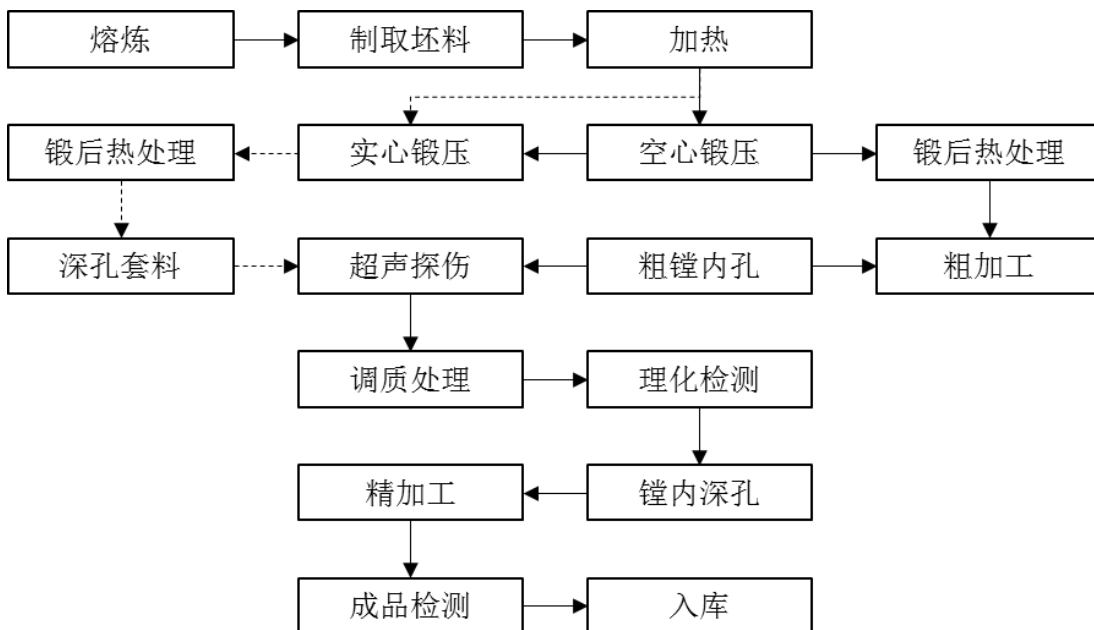 熔炼
制取坯料
加热
锻后热处理
实心锻压
空心锻压
锻后热处理
深孔套料
超声探伤
粗镗内孔
粗加工
调质处理
理化检测
精加工
镗内深孔
成品检测
入库